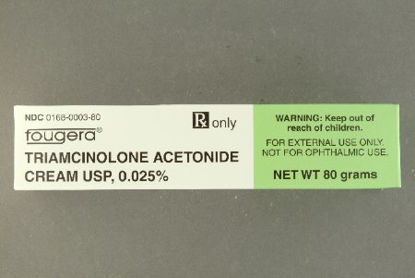 NDC 0168-0003-80
fougera®
Rx only
TRIAMCINOLONE ACETONIDE
CREAM USP, 0.025%
WARNING: Keep out of
reach of children.
FOR EXTERNAL USE ONLY.
NOT FOR OPHTHALMIC USE.
NET WT 80 grams